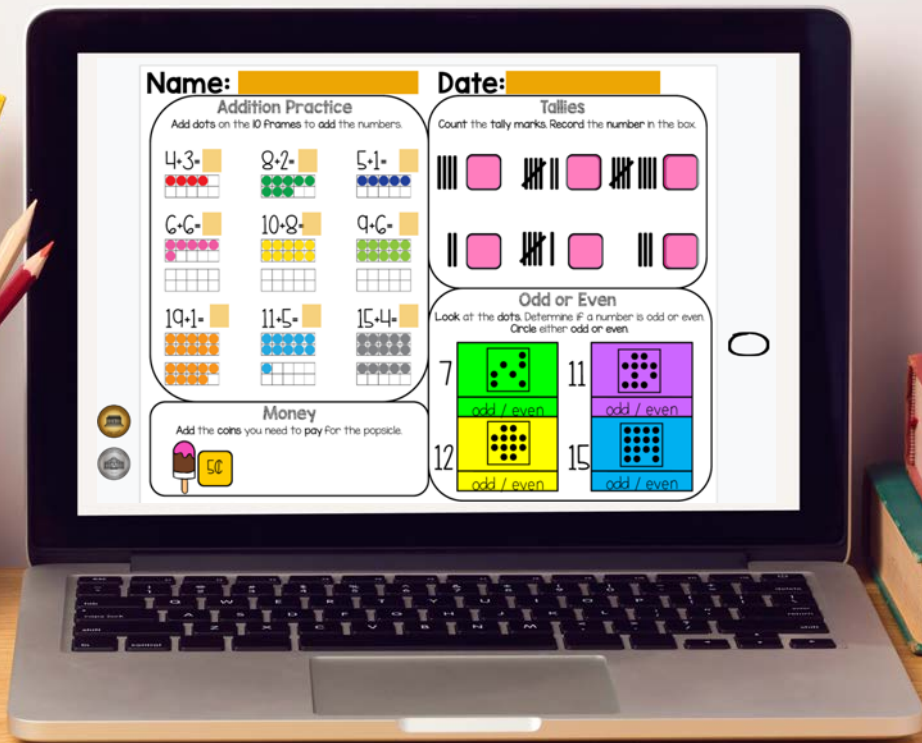 Name:
Date:
Addition Practice
Add dots on the 10 frames to add the numbers.
4+3=
8+2=
5+1=
6+6=
10+8=
9+6=
19+1=
11+5=
15+4=
Money
Add the coins you need to pay for the popsicle.
5¢
Tallies
Count the tally marks. Record the number in the box.
Odd or Even
Look at the dots. Determine if a number is odd or even.
Circle either odd or even.
7
odd / even
11
odd / even
12
odd / even
15
odd / even
control